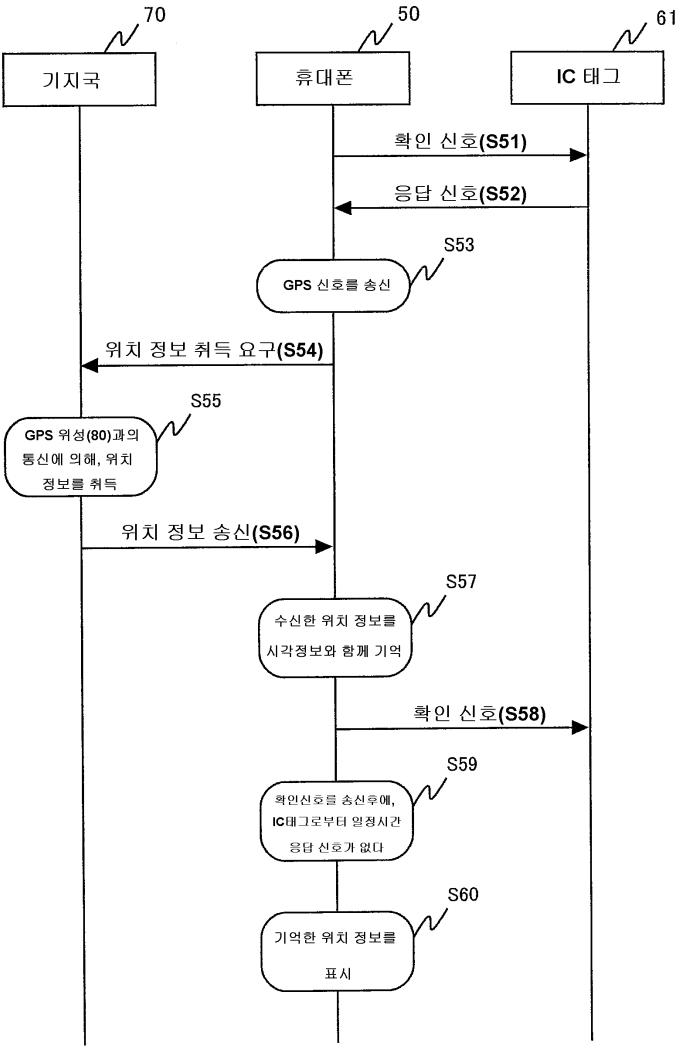 70
50
61
기지국
휴대폰
IC 태그
확인 신호(S51)
응답 신호(S52)
S53
GPS 신호를 송신
위치 정보 취득 요구(S54)
S55
GPS 위성(80)과의
통신에 의해, 위치
정보를 취득
위치 정보 송신(S56)
S57
수신한 위치 정보를
시각정보와 함께 기억
확인 신호(S58)
S59
확인신호를 송신후에,
IC태그로부터 일정시간
응답 신호가 없다
S60
기억한 위치 정보를
표시